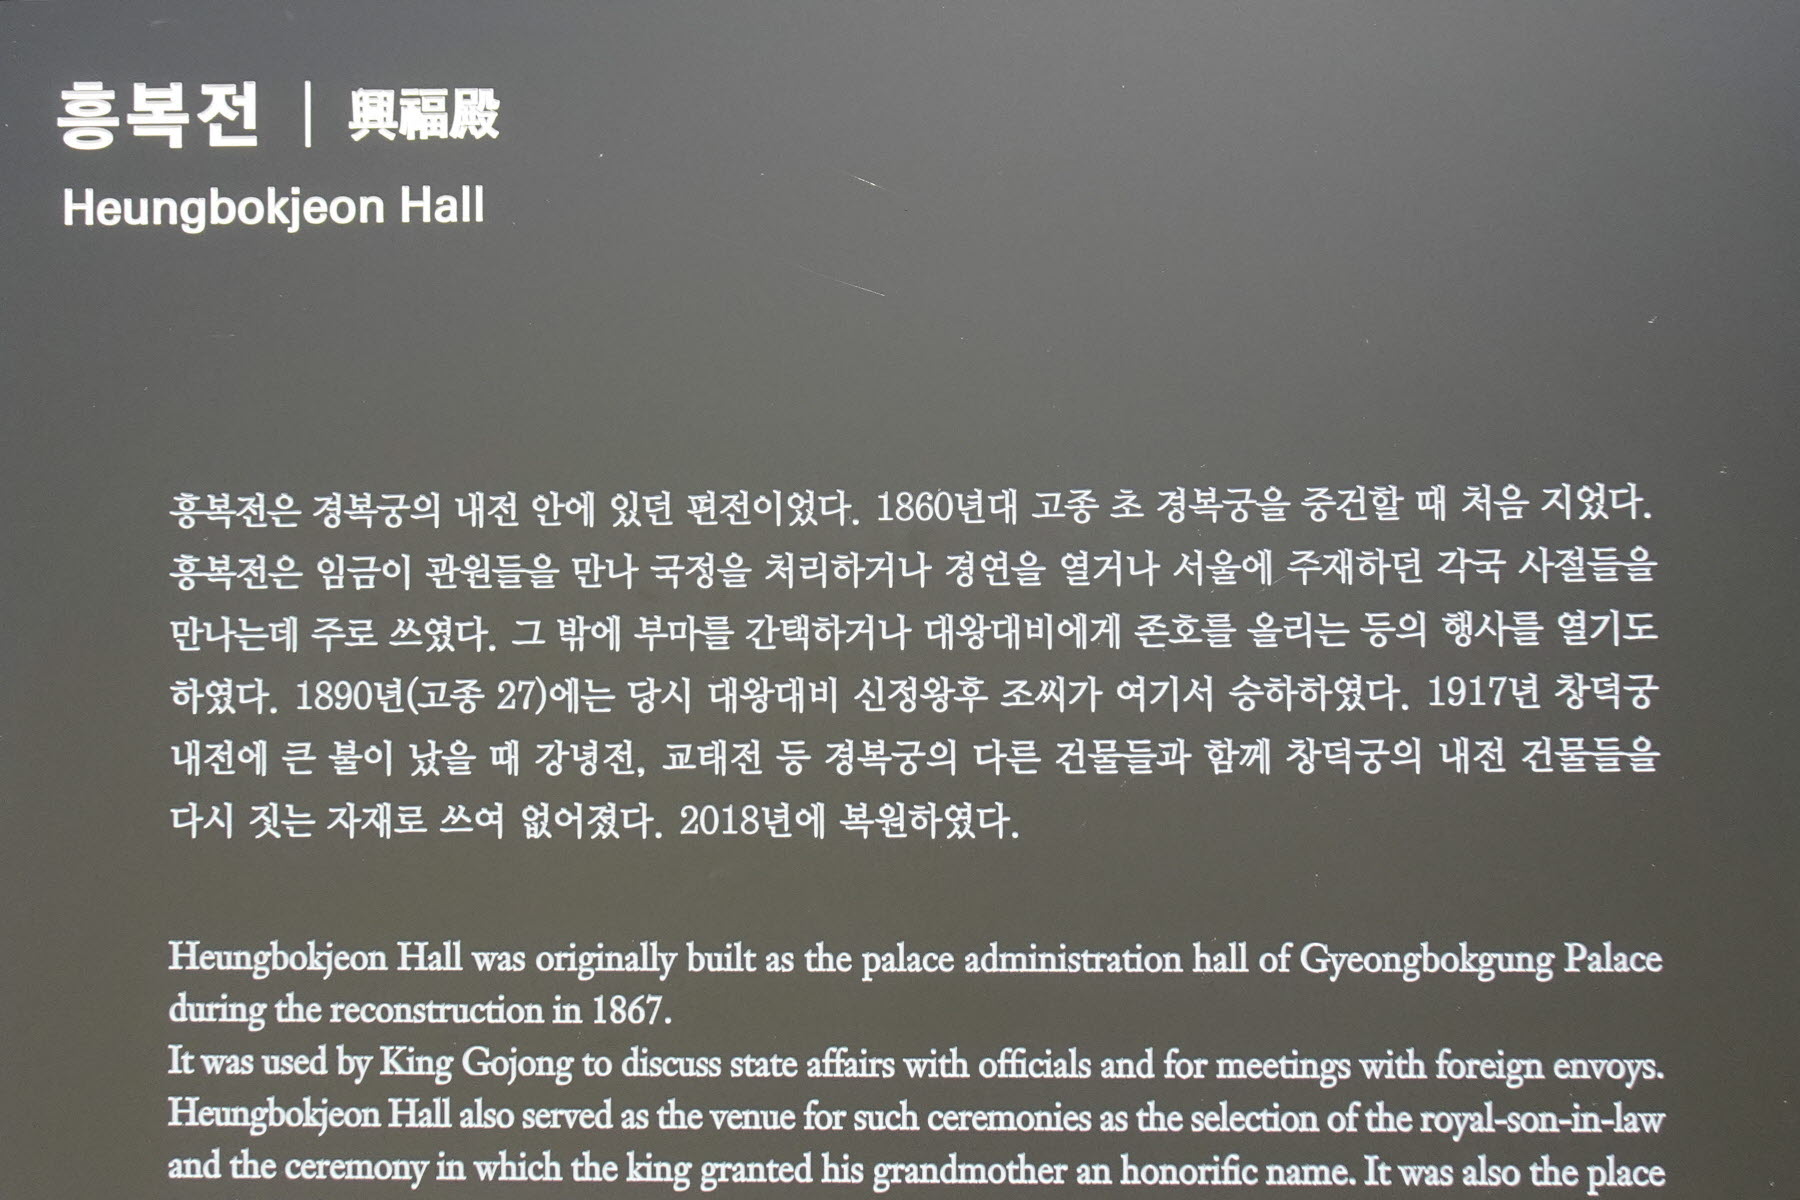 흥복전 | 興福殿
Heungbokjeon Hall
흥복전은 경복궁의 내전 안에 있던 편전이었다. 1860년대 고종 초 경복궁을 중건할 때 처음 지었다.
흥복전은 임금이 관원들을 만나 국정을 처리하거나 경연을 열거나 서울에 주재하던 각국 사절들을
만나는데 주로 쓰였다. 그 밖에 부마를 간택하거나 대왕대비에게 존호를 올리는 등의 행사를 열기도
하였다. 1890년(고종 27)에는 당시 대왕대비 신정왕후 조씨가 여기서 승하하였다. 1917년 창덕궁
내전에 큰 불이 났을 때 강녕전, 교태전 등 경복궁의 다른 건물들과 함께 창덕궁의 내전 건물들을
다시 짓는 자재로 쓰여 없어졌다. 2018년에 복원하였다.
Heungbokjeon Hall was originally built as the palace administration hall of Gyeongbokgung Palace
during the reconstruction in 1867.
It was used by King Gojong to discuss state affairs with officials and for meetings with foreign envoys.
Heungbokjeon Hall also served as the venue for such ceremonies as the selection of the royal-son-in-law
and the ceremony in which the king granted his grandmother an honorific name. It was also the place